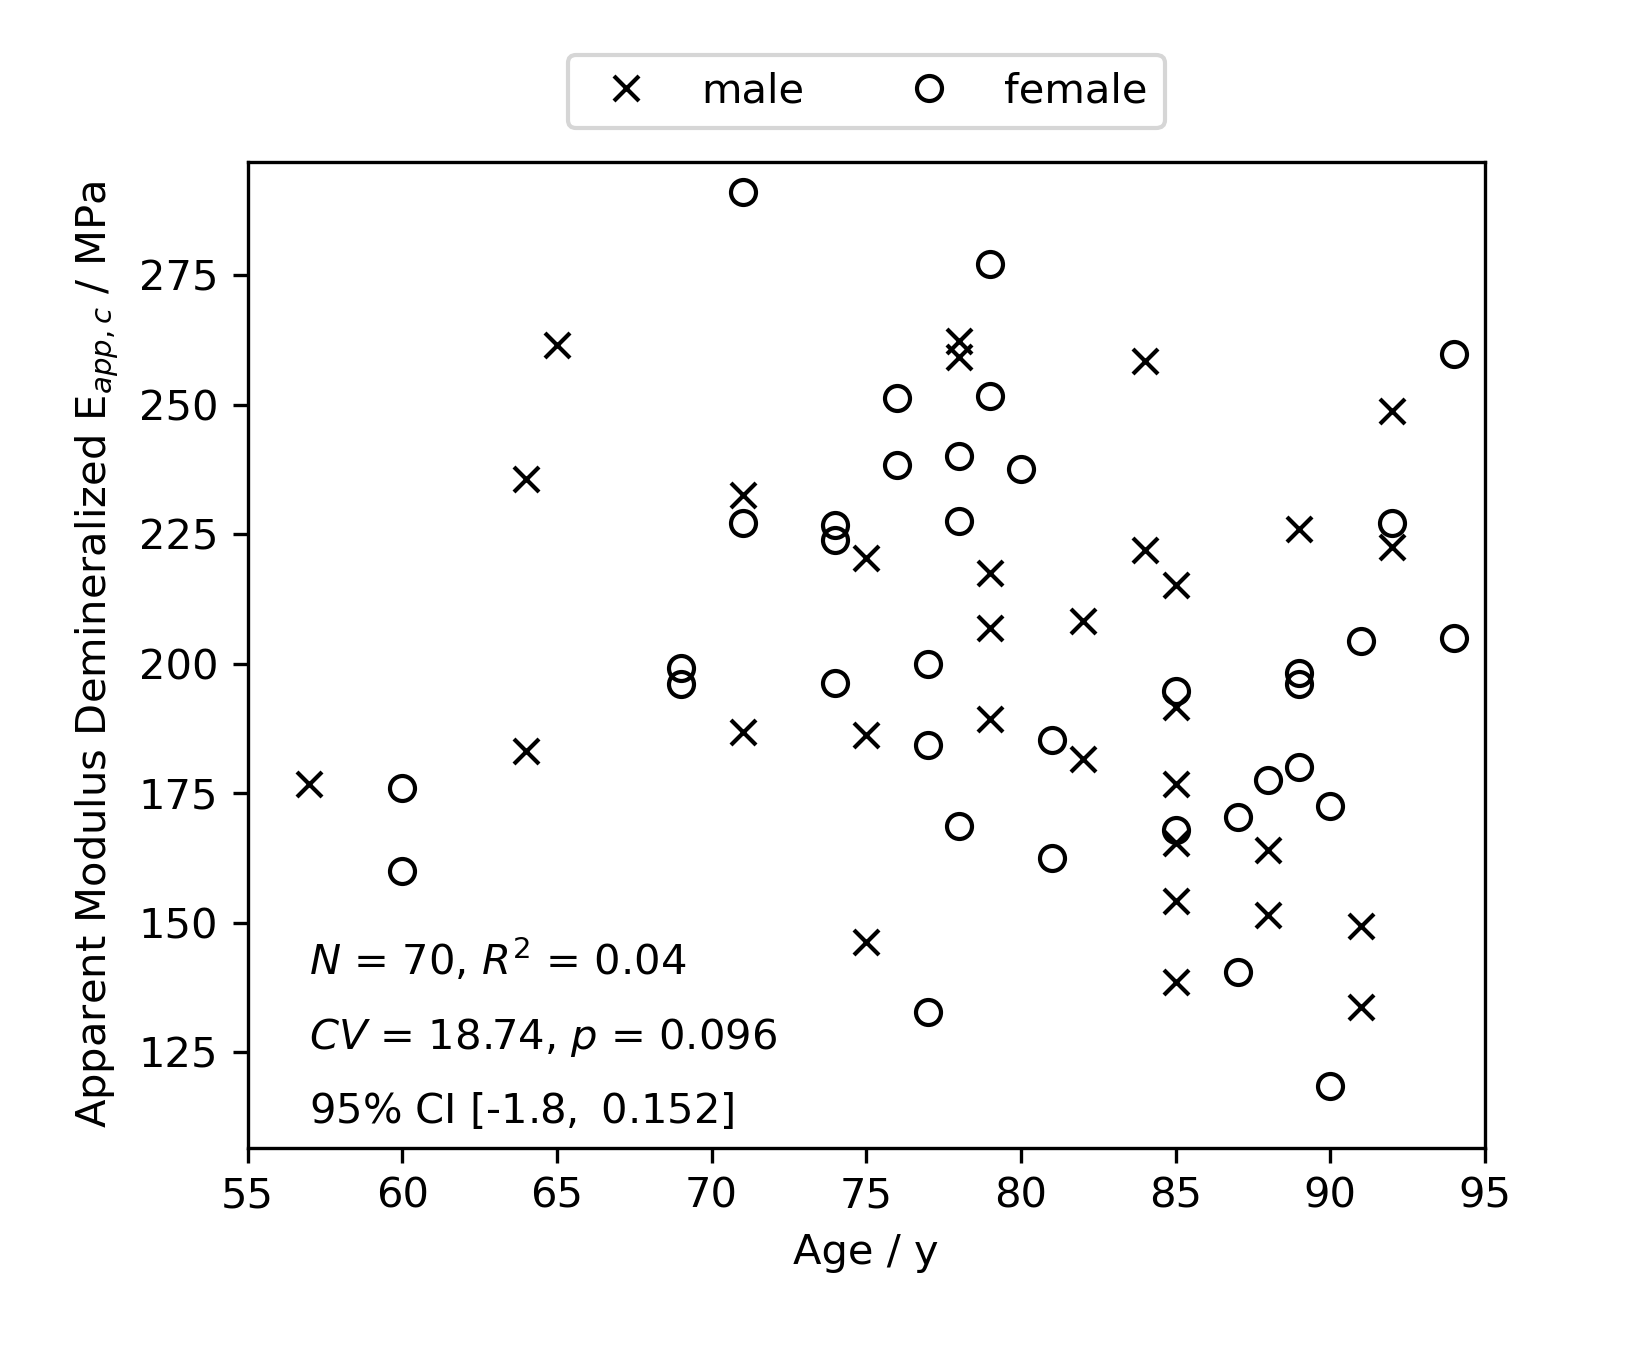 male female
Apparent Modulus Demineralized E_app, c / MPa
275
250
225
200
175
150
125
N = 70, R² = 0.04
CV = 18.74, p = 0.096
95% CI [-1.8, 0.152]
55 60 65 70 75 80 85 90 95
Age / y